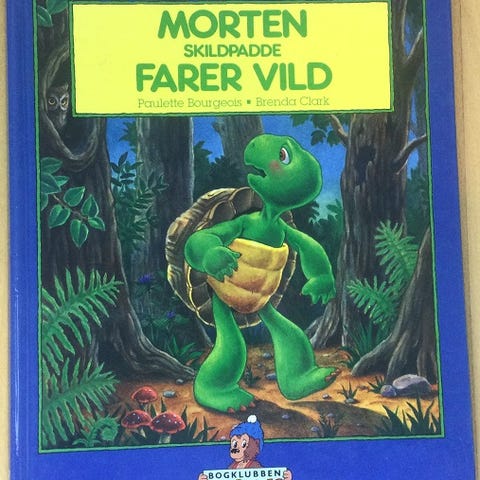 MORTEN
SKILDPADDE
FARER VILD
Paulette Bourgeois ▪ Brenda Clark
BOGKLUBBEN